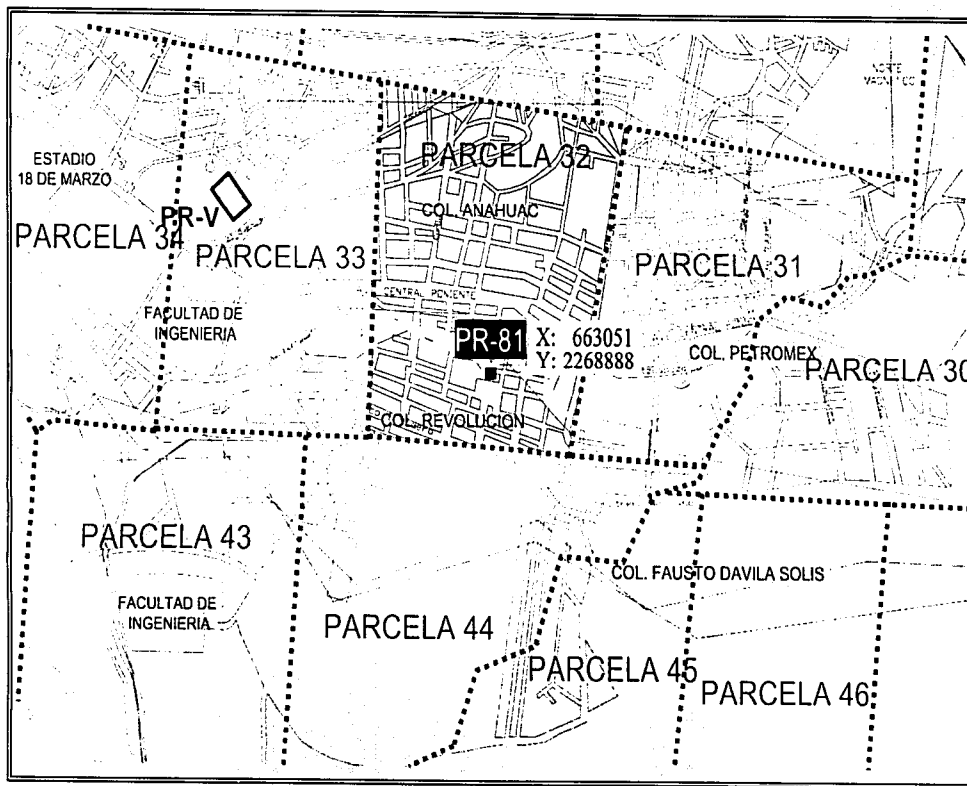 NORTE
MAGNETICO
ESTADIO
18 DE MARZO
PARCELA 32
PR-V
COL. ANAHUAC
PARCELA 34
PARCELA 33
PARCELA 31
CENTRAL PONIENTE
FACULTAD DE
INGENIERIA
PR-81
X: 663051
Y: 2268888
COL. PETROMEX
PARCELA 30
COL. REVOLUCION
PARCELA 43
COL. FAUSTO DAVILA SOLIS
FACULTAD DE
INGENIERIA
PARCELA 44
PARCELA 45
PARCELA 46